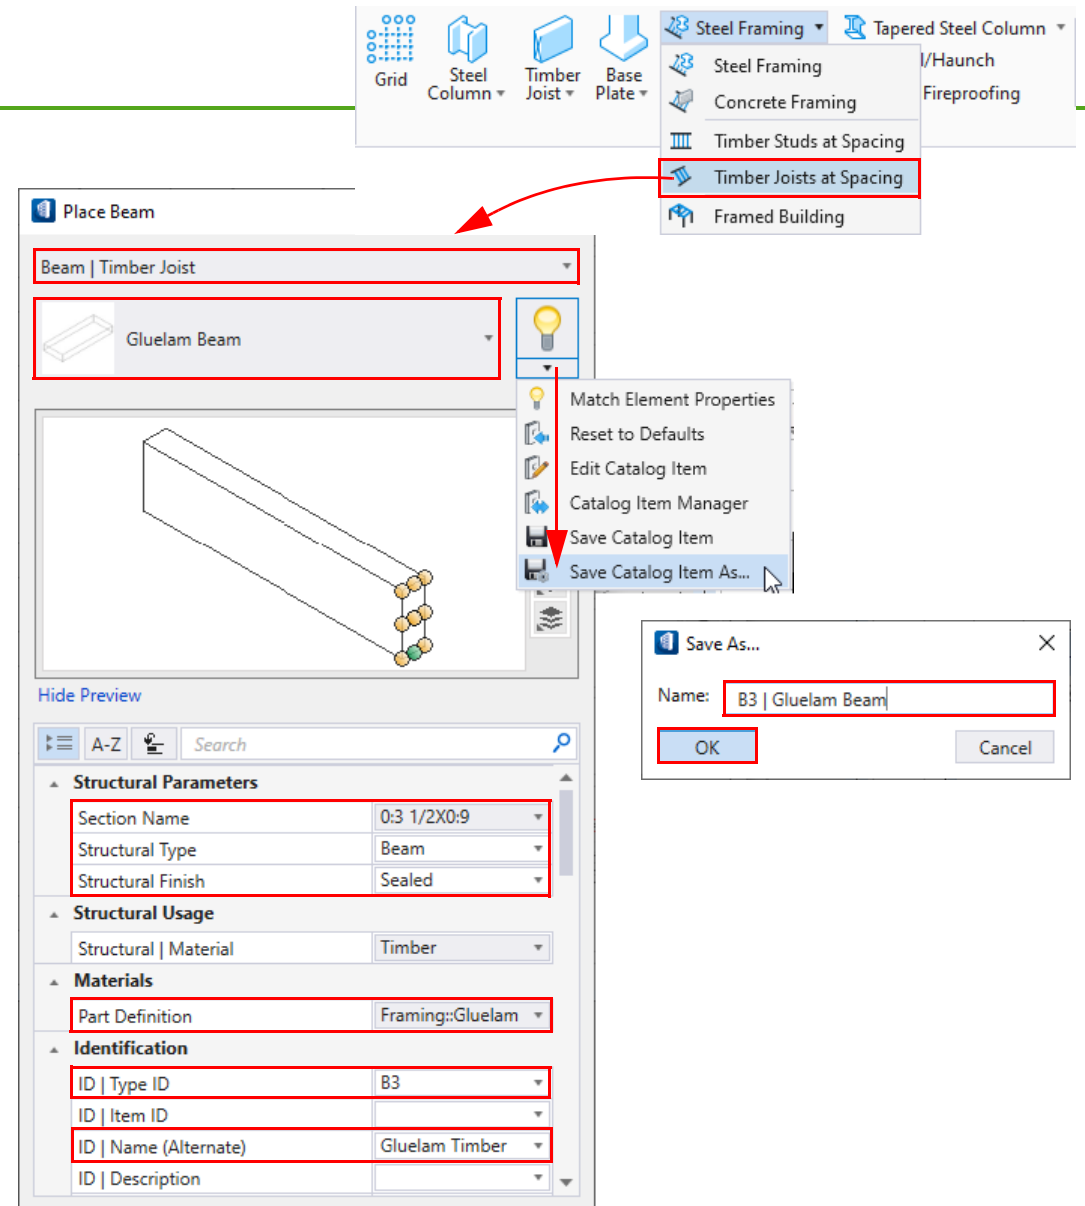 Grid
Steel
Column
Timber
Joist
Base
Plate
Steel Framing
Tapered Steel Column
l/Haunch
Fireproofing
Steel Framing
Concrete Framing
Timber Studs at Spacing
Timber Joists at Spacing
Framed Building
Place Beam
Beam | Timber Joist
Gluelam Beam
Match Element Properties
Reset to Defaults
Edit Catalog Item
Catalog Item Manager
Save Catalog Item
Save Catalog Item As...
Hide Preview
Save As...
Name: B3 | Gluelam Beam
OK Cancel
A-Z Search
Structural Parameters
Section Name 0:3 1/2X0:9
Structural Type Beam
Structural Finish Sealed
Structural Usage
Structural | Material Timber
Materials
Part Definition Framing::Gluelam
Identification
ID | Type ID B3
ID | Item ID
ID | Name (Alternate) Gluelam Timber
ID | Description